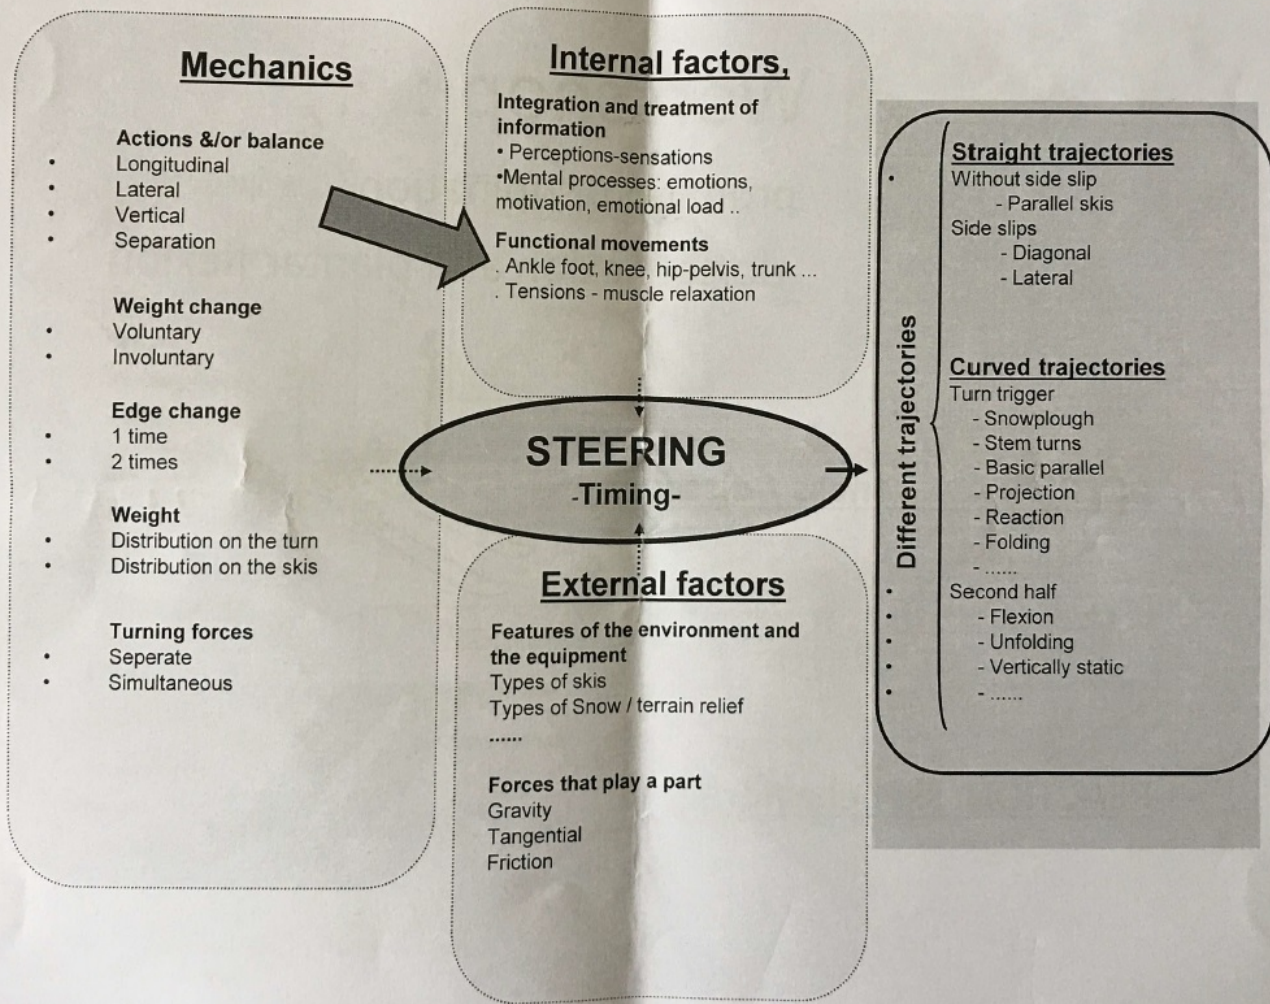 Mechanics
Actions &/or balance
• Longitudinal
• Lateral
• Vertical
• Separation
Weight change
• Voluntary
• Involuntary
Edge change
• 1 time
• 2 times
Weight
• Distribution on the turn
• Distribution on the skis
Turning forces
• Seperate
• Simultaneous
Internal factors,
Integration and treatment of
information
• Perceptions-sensations
•Mental processes: emotions,
motivation, emotional load ..
Functional movements
. Ankle foot, knee, hip-pelvis, trunk ...
. Tensions - muscle relaxation
STEERING
-Timing-
External factors
Features of the environment and
the equipment
Types of skis
Types of Snow / terrain relief
......
Forces that play a part
Gravity
Tangential
Friction
Different trajectories
Straight trajectories
• Without side slip
- Parallel skis
Side slips
- Diagonal
- Lateral
Curved trajectories
Turn trigger
- Snowplough
- Stem turns
- Basic parallel
- Projection
- Reaction
- Folding
- ......
• Second half
• - Flexion
• - Unfolding
• - Vertically static
• - ......